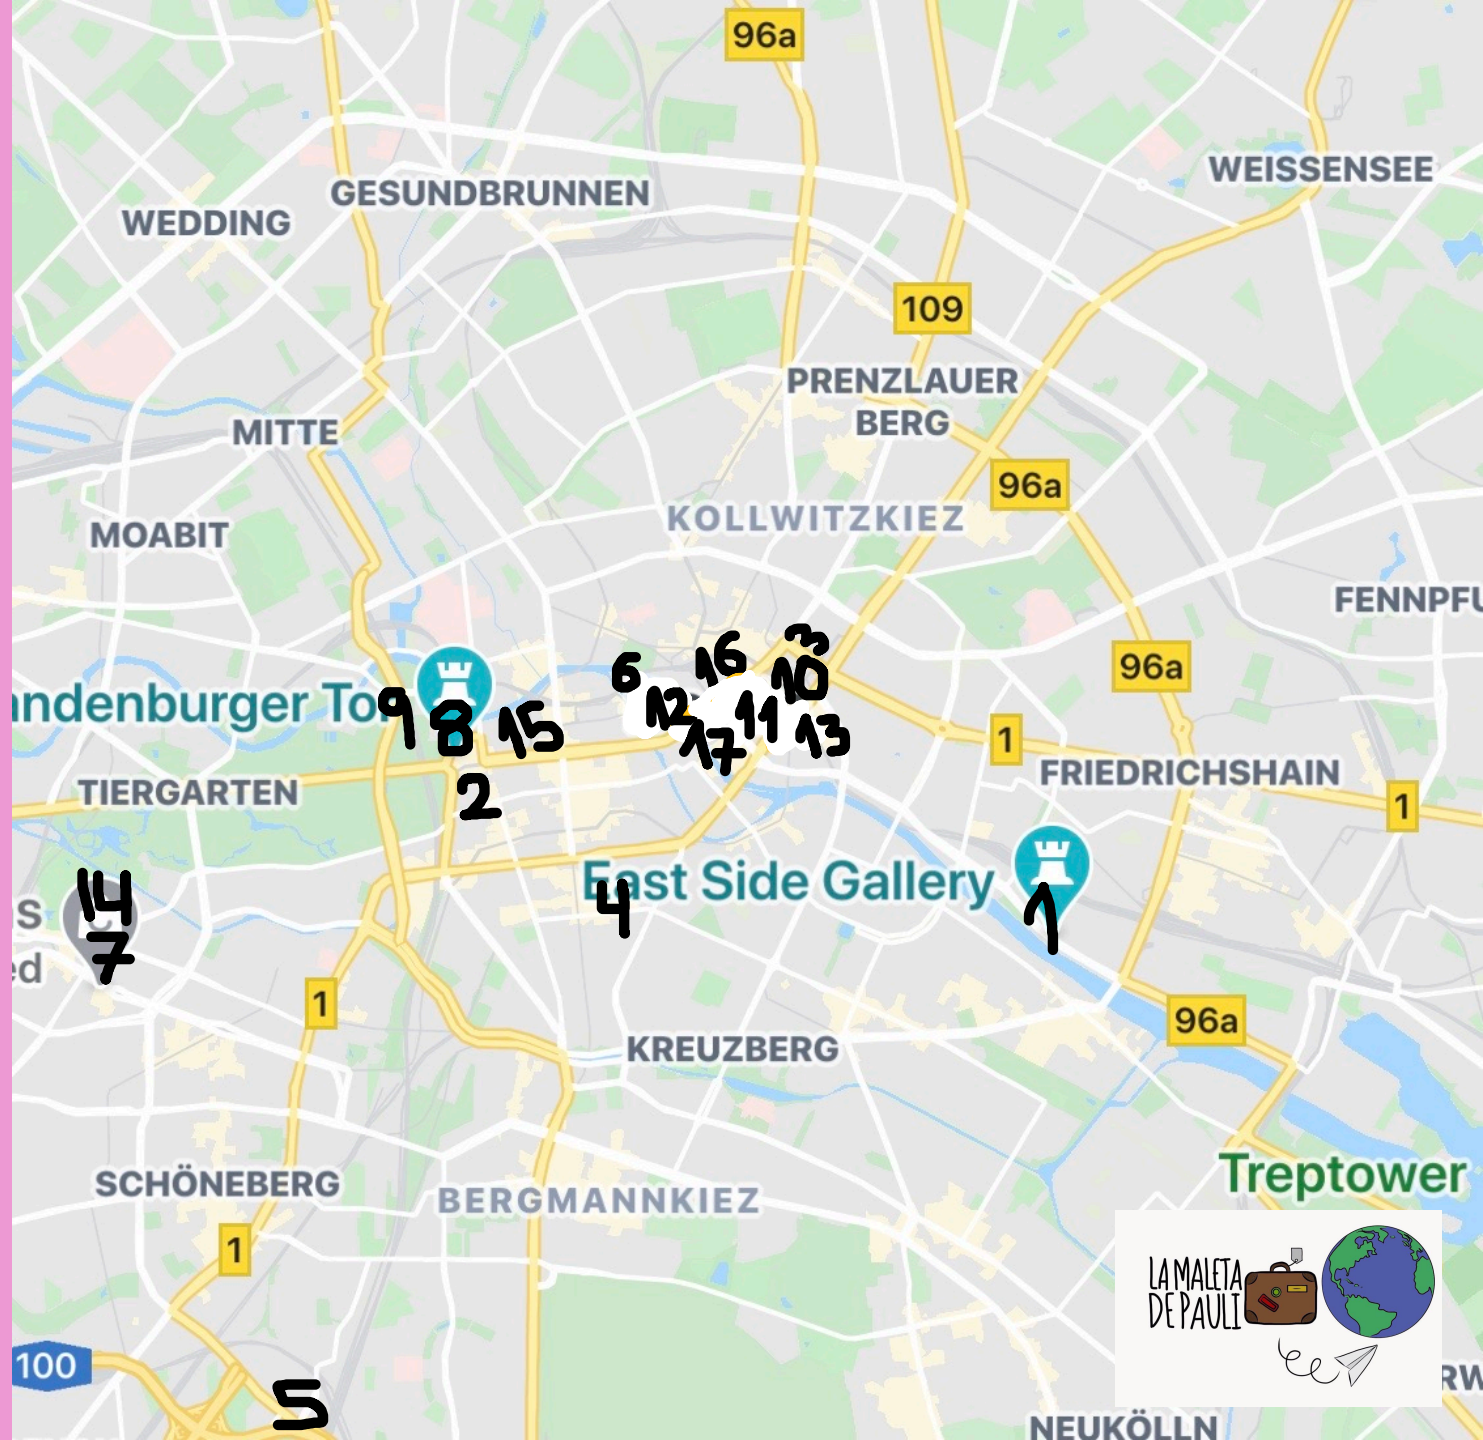 96a
WEISSENSEE
GESUNDBRUNNEN
WEDDING
109
PRENZLAUER
BERG
MITTE
96a
KOLLWITZKIEZ
MOABIT
FENNPFU
3
16
6
10
96a
andenburger To
9
8
15
12
11
17
13
1
FRIEDRICHSHAIN
TIERGARTEN
2
1
East Side Gallery
4
1
14
s
7
ed
1
96a
KREUZBERG
SCHÖNEBERG
Treptower
BERGMANNKIEZ
1
LA MALETA
DE PAULI
100
5
RW
NEUKÖLLN